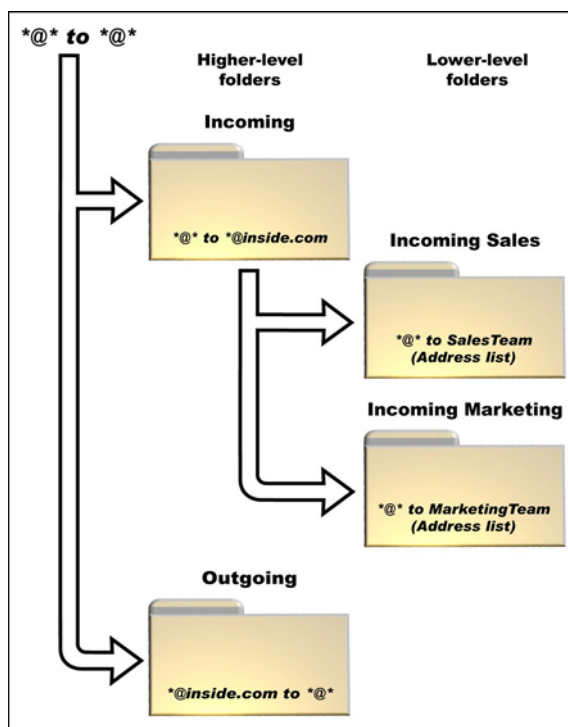 *@* to *@*
Higher-level
folders
Lower-level
folders
Incoming
*@* to *@inside.com
Incoming Sales
*@* to SalesTeam
(Address list)
Incoming Marketing
*@* to MarketingTeam
(Address list)
Outgoing
*@inside.com to *@*